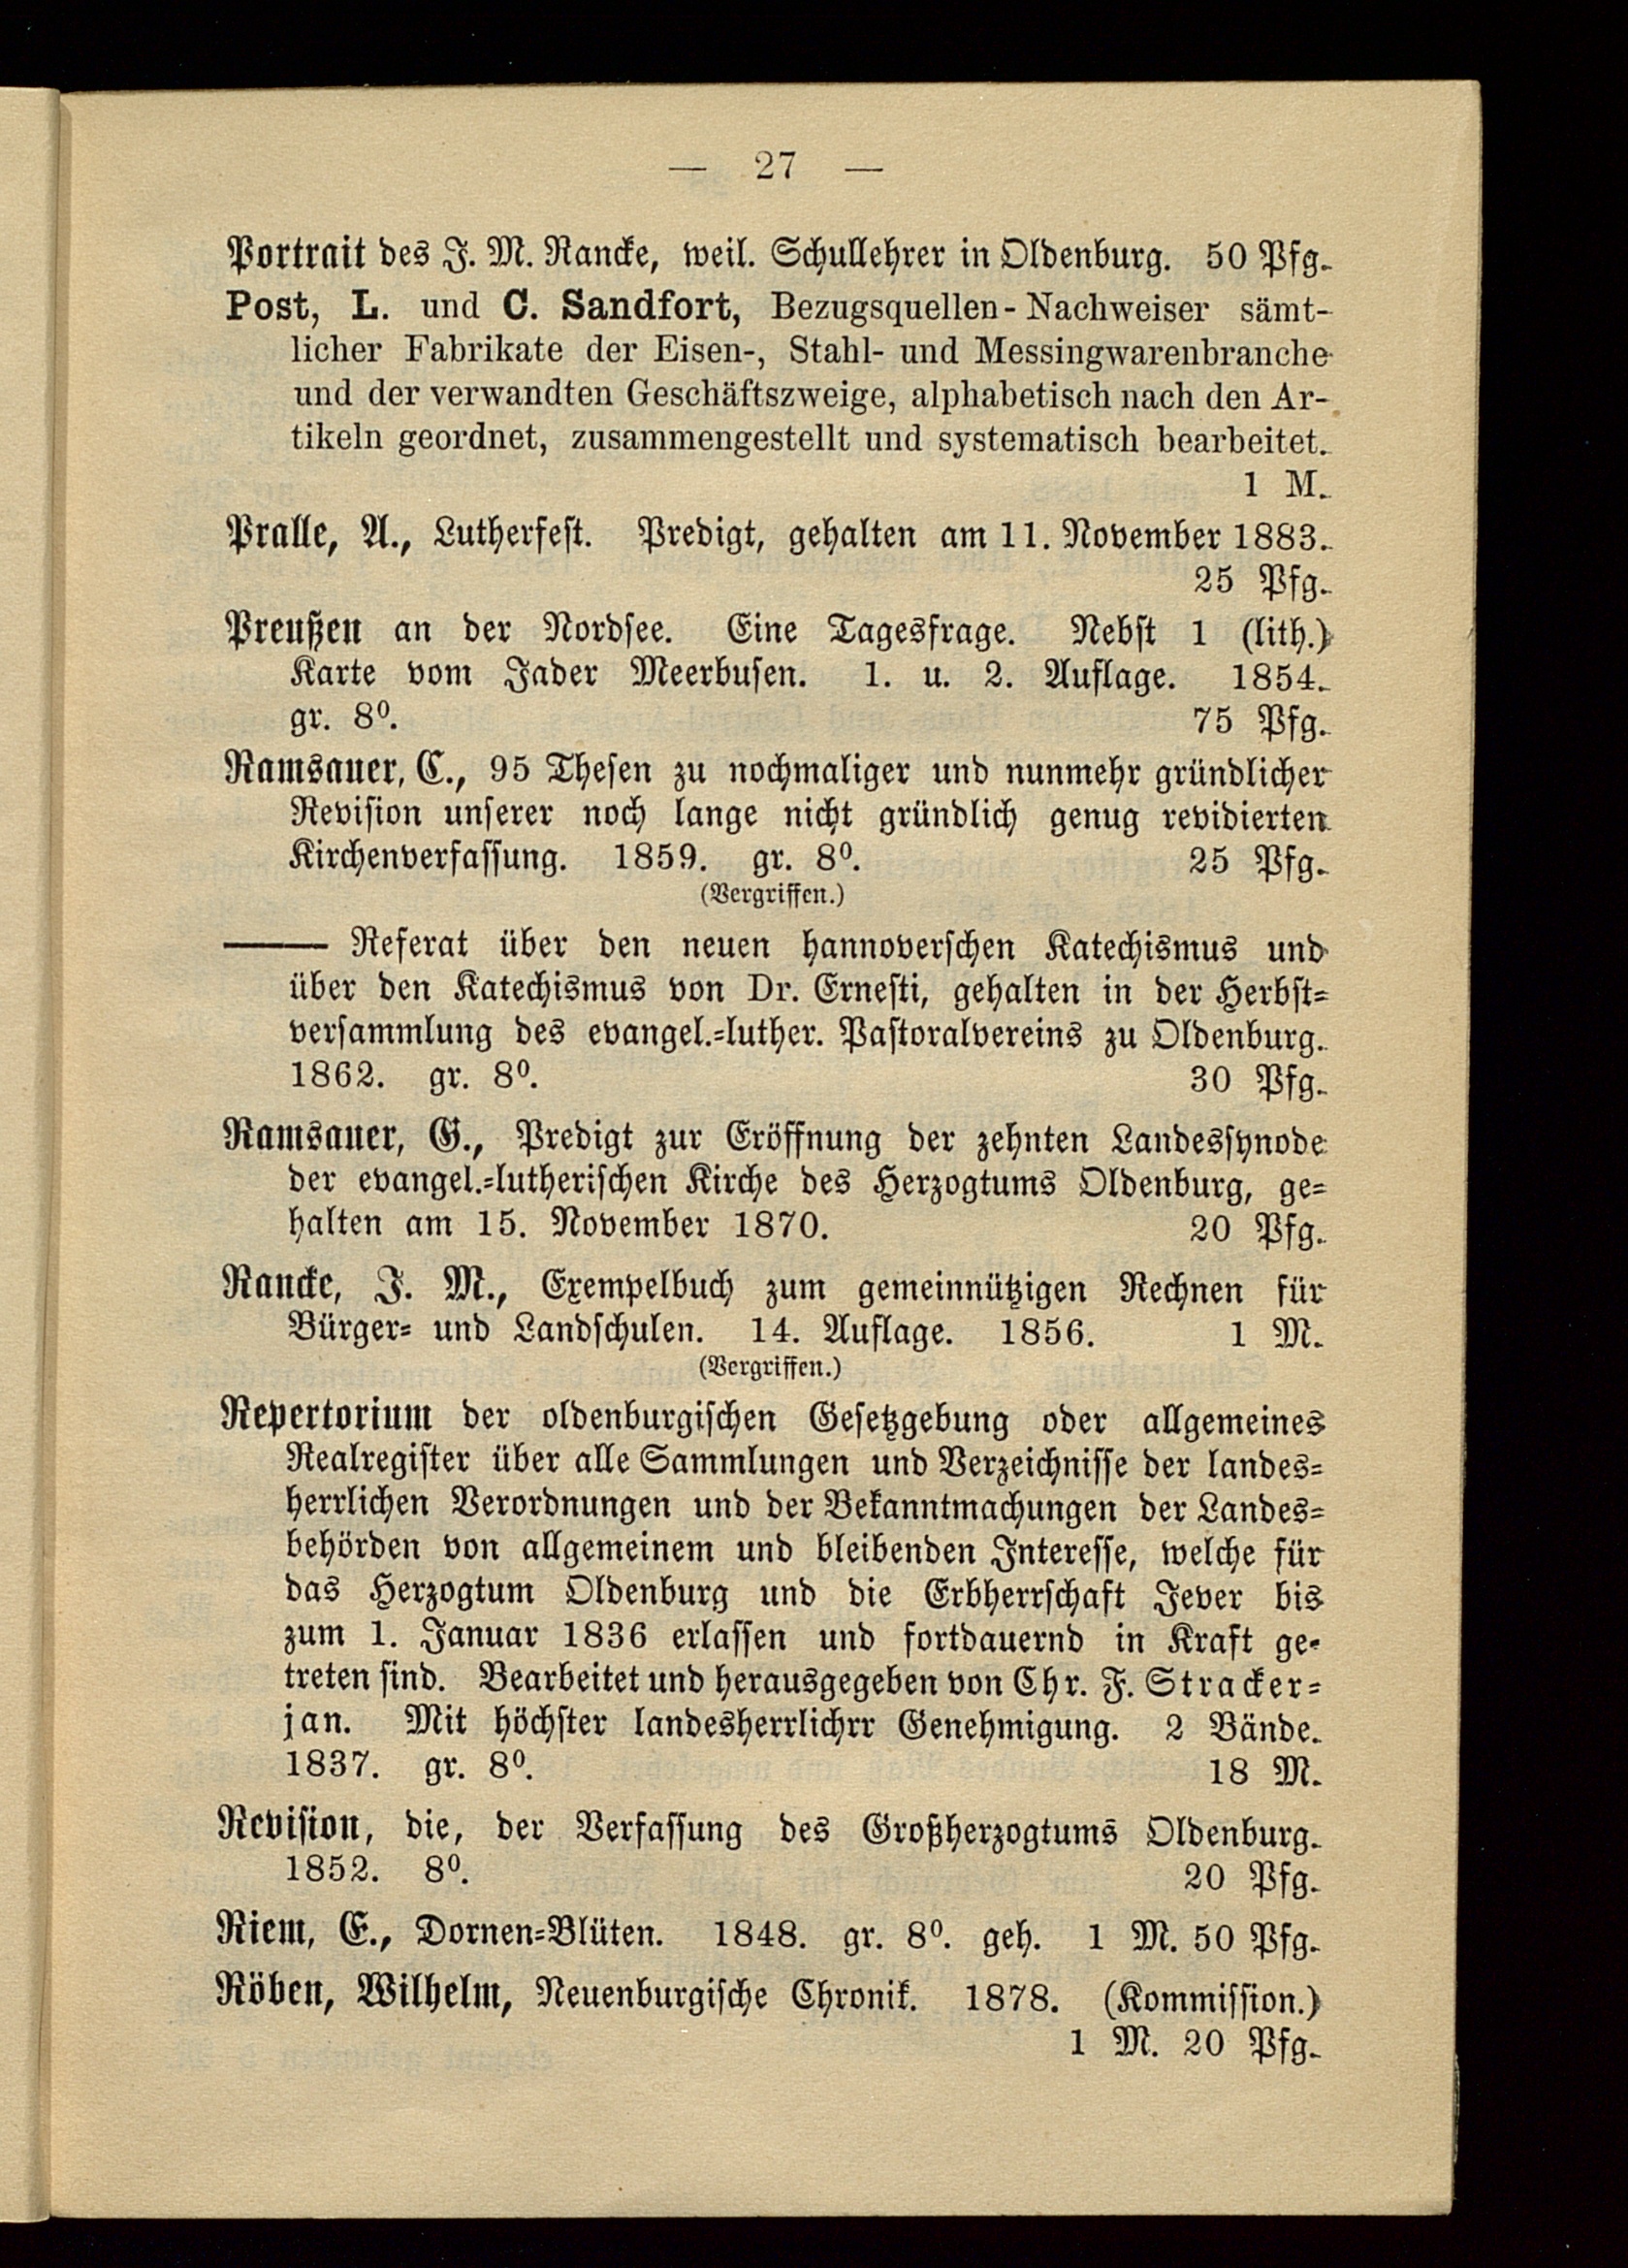 — 27 —
Portrait des J. M. Rancke, weil. Schullehrer in Oldenburg. 50 Pfg.
Post, L. und C. Sandfort, Bezugsquellen-Nachweiser sämt-
licher Fabrikate der Eisen-, Stahl- und Messingwarenbranche
und der verwandten Geschäftszweige, alphabetisch nach den Ar-
tikeln geordnet, zusammengestellt und systematisch bearbeitet.
1 M.
Pralle, A., Lutherfest. Predigt, gehalten am 11. November 1883.
25 Pfg.
Preußen an der Nordsee. Eine Tagesfrage. Nebst 1 (lith.)
Karte vom Jader Meerbusen. 1. u. 2. Auflage. 1854.
gr. 8⁰. 75 Pfg.
Ramsauer, C., 95 Thesen zu nochmaliger und nunmehr gründlicher
Revision unserer noch lange nicht gründlich genug revidierten
Kirchenverfassung. 1859. gr. 8⁰. 25 Pfg.
(Vergriffen.)
—— Referat über den neuen hannoverschen Katechismus und
über den Katechismus von Dr. Ernesti, gehalten in der Herbst-
versammlung des evangel.-luther. Pastoralvereins zu Oldenburg.
1862. gr. 8⁰. 30 Pfg.
Ramsauer, G., Predigt zur Eröffnung der zehnten Landessynode
der evangel.-lutherischen Kirche des Herzogtums Oldenburg, ge-
halten am 15. November 1870. 20 Pfg.
Rancke, J. M., Exempelbuch zum gemeinnützigen Rechnen für
Bürger- und Landschulen. 14. Auflage. 1856. 1 M.
(Vergriffen.)
Repertorium der oldenburgischen Gesetzgebung oder allgemeines
Realregister über alle Sammlungen und Verzeichnisse der landes-
herrlichen Verordnungen und der Bekanntmachungen der Landes-
behörden von allgemeinem und bleibenden Interesse, welche für
das Herzogtum Oldenburg und die Erbherrschaft Jever bis
zum 1. Januar 1836 erlassen und fortdauernd in Kraft ge-
treten sind. Bearbeitet und herausgegeben von Chr. F. Stracker-
jan. Mit höchster landesherrlichrr Genehmigung. 2 Bände.
1837. gr. 8⁰. 18 M.
Revision, die, der Verfassung des Großherzogtums Oldenburg.
1852. 8⁰. 20 Pfg.
Riem, E., Dornen-Blüten. 1848. gr. 8⁰. geh. 1 M. 50 Pfg.
Röben, Wilhelm, Neuenburgische Chronik. 1878. (Kommission.)
1 M. 20 Pfg.